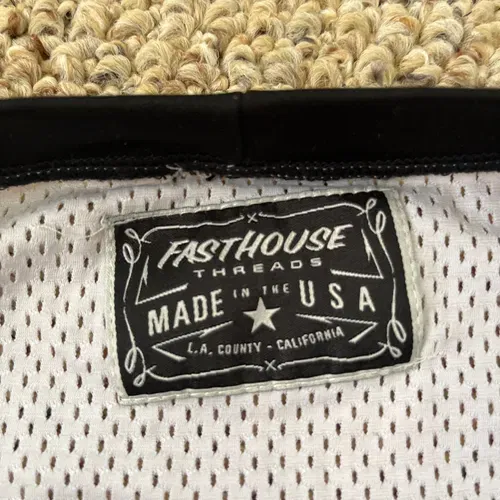 FASTHOUSE
THREADS
MADE IN THE USA
L.A. COUNTY - CALIFORNIA